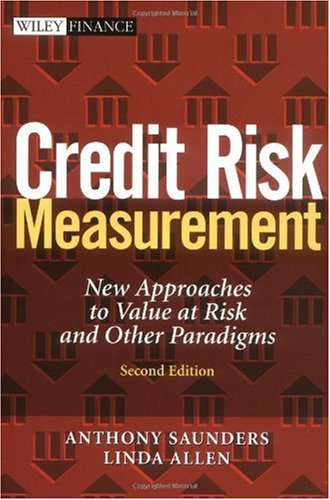 WILEY FINANCE
Credit Risk
Measurement
New Approaches
to Value at Risk
and Other Paradigms
Second Edition
ANTHONY SAUNDERS
LINDA ALLEN